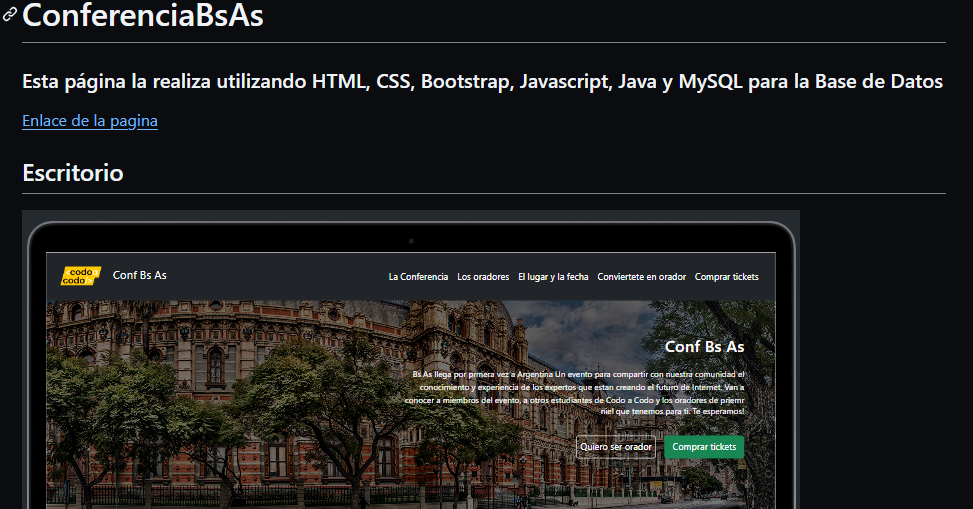 ConferenciaBsAs
Esta página la realiza utilizando HTML, CSS, Bootstrap, Javascript, Java y MySQL para la Base de Datos
Enlace de la pagina
Escritorio
codo a
codo
Conf Bs As
La Conferencia Los oradores El lugar y la fecha Conviertete en orador Comprar tickets
Conf Bs As
Bs As llega por prmera vez a Argentina Un evento para compartir con nuestra comunidad el
conocimiento y experiencia de los expertos que estan creando el futuro de Internet. Van a
conocer a miembros del evento, a otros estudiantes de Codo a Codo y los oradores de priemr
niel que tenemos para ti. Te esperamos!
Quiero ser orador Comprar tickets